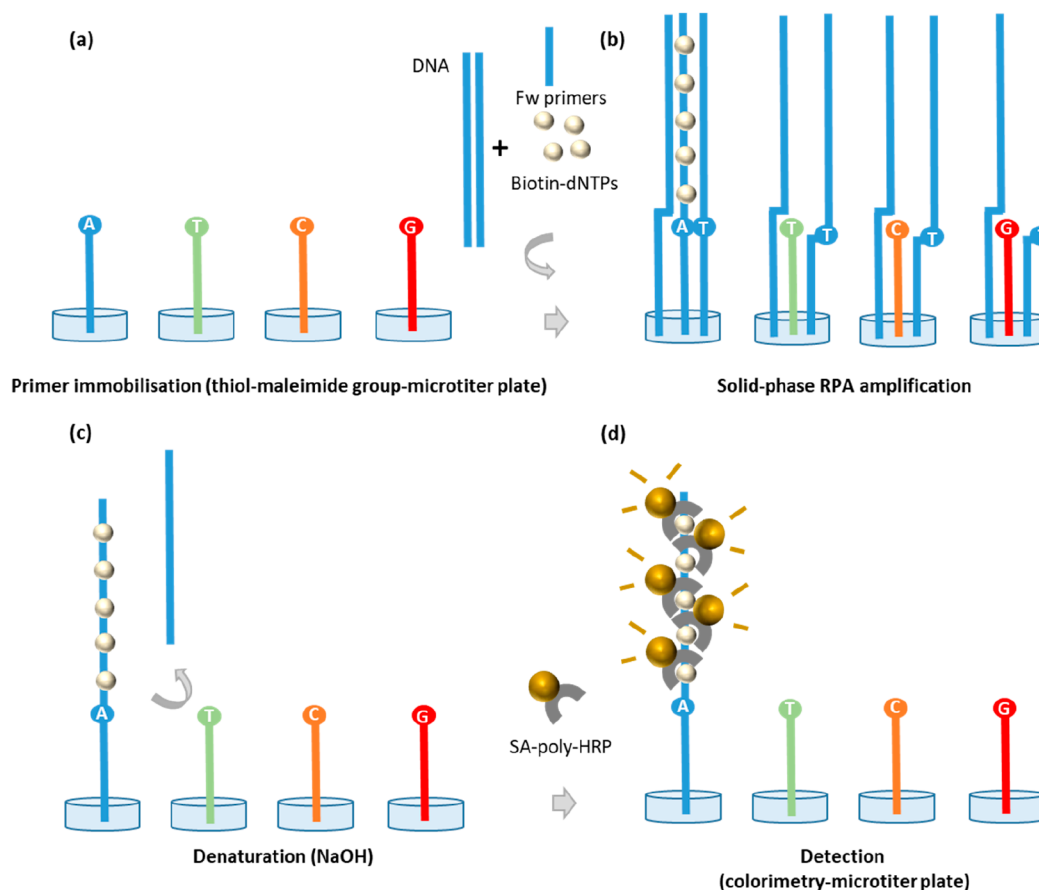 (a)
DNA
Fw primers
+
Biotin-dNTPs
A
T
C
G
Primer immobilisation (thiol-maleimide group-microtiter plate)
(b)
A T
T
T
C
T
G
T
Solid-phase RPA amplification
(c)
A
T
C
G
Denaturation (NaOH)
SA-poly-HRP
(d)
A
T
C
G
Detection
(colorimetry-microtiter plate)